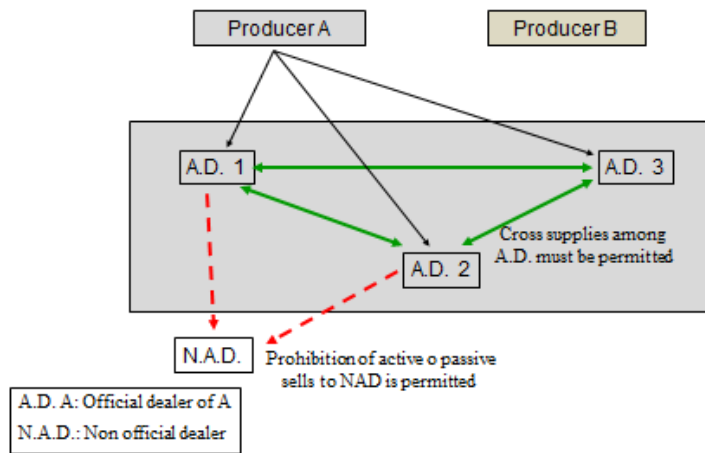 Producer A
Producer B
A.D. 1
A.D. 3
Cross supplies among
A.D. must be permitted
A.D. 2
N.A.D.
Prohibition of active o passive
sells to NAD is permitted
A.D. A: Official dealer of A
N.A.D.: Non official dealer